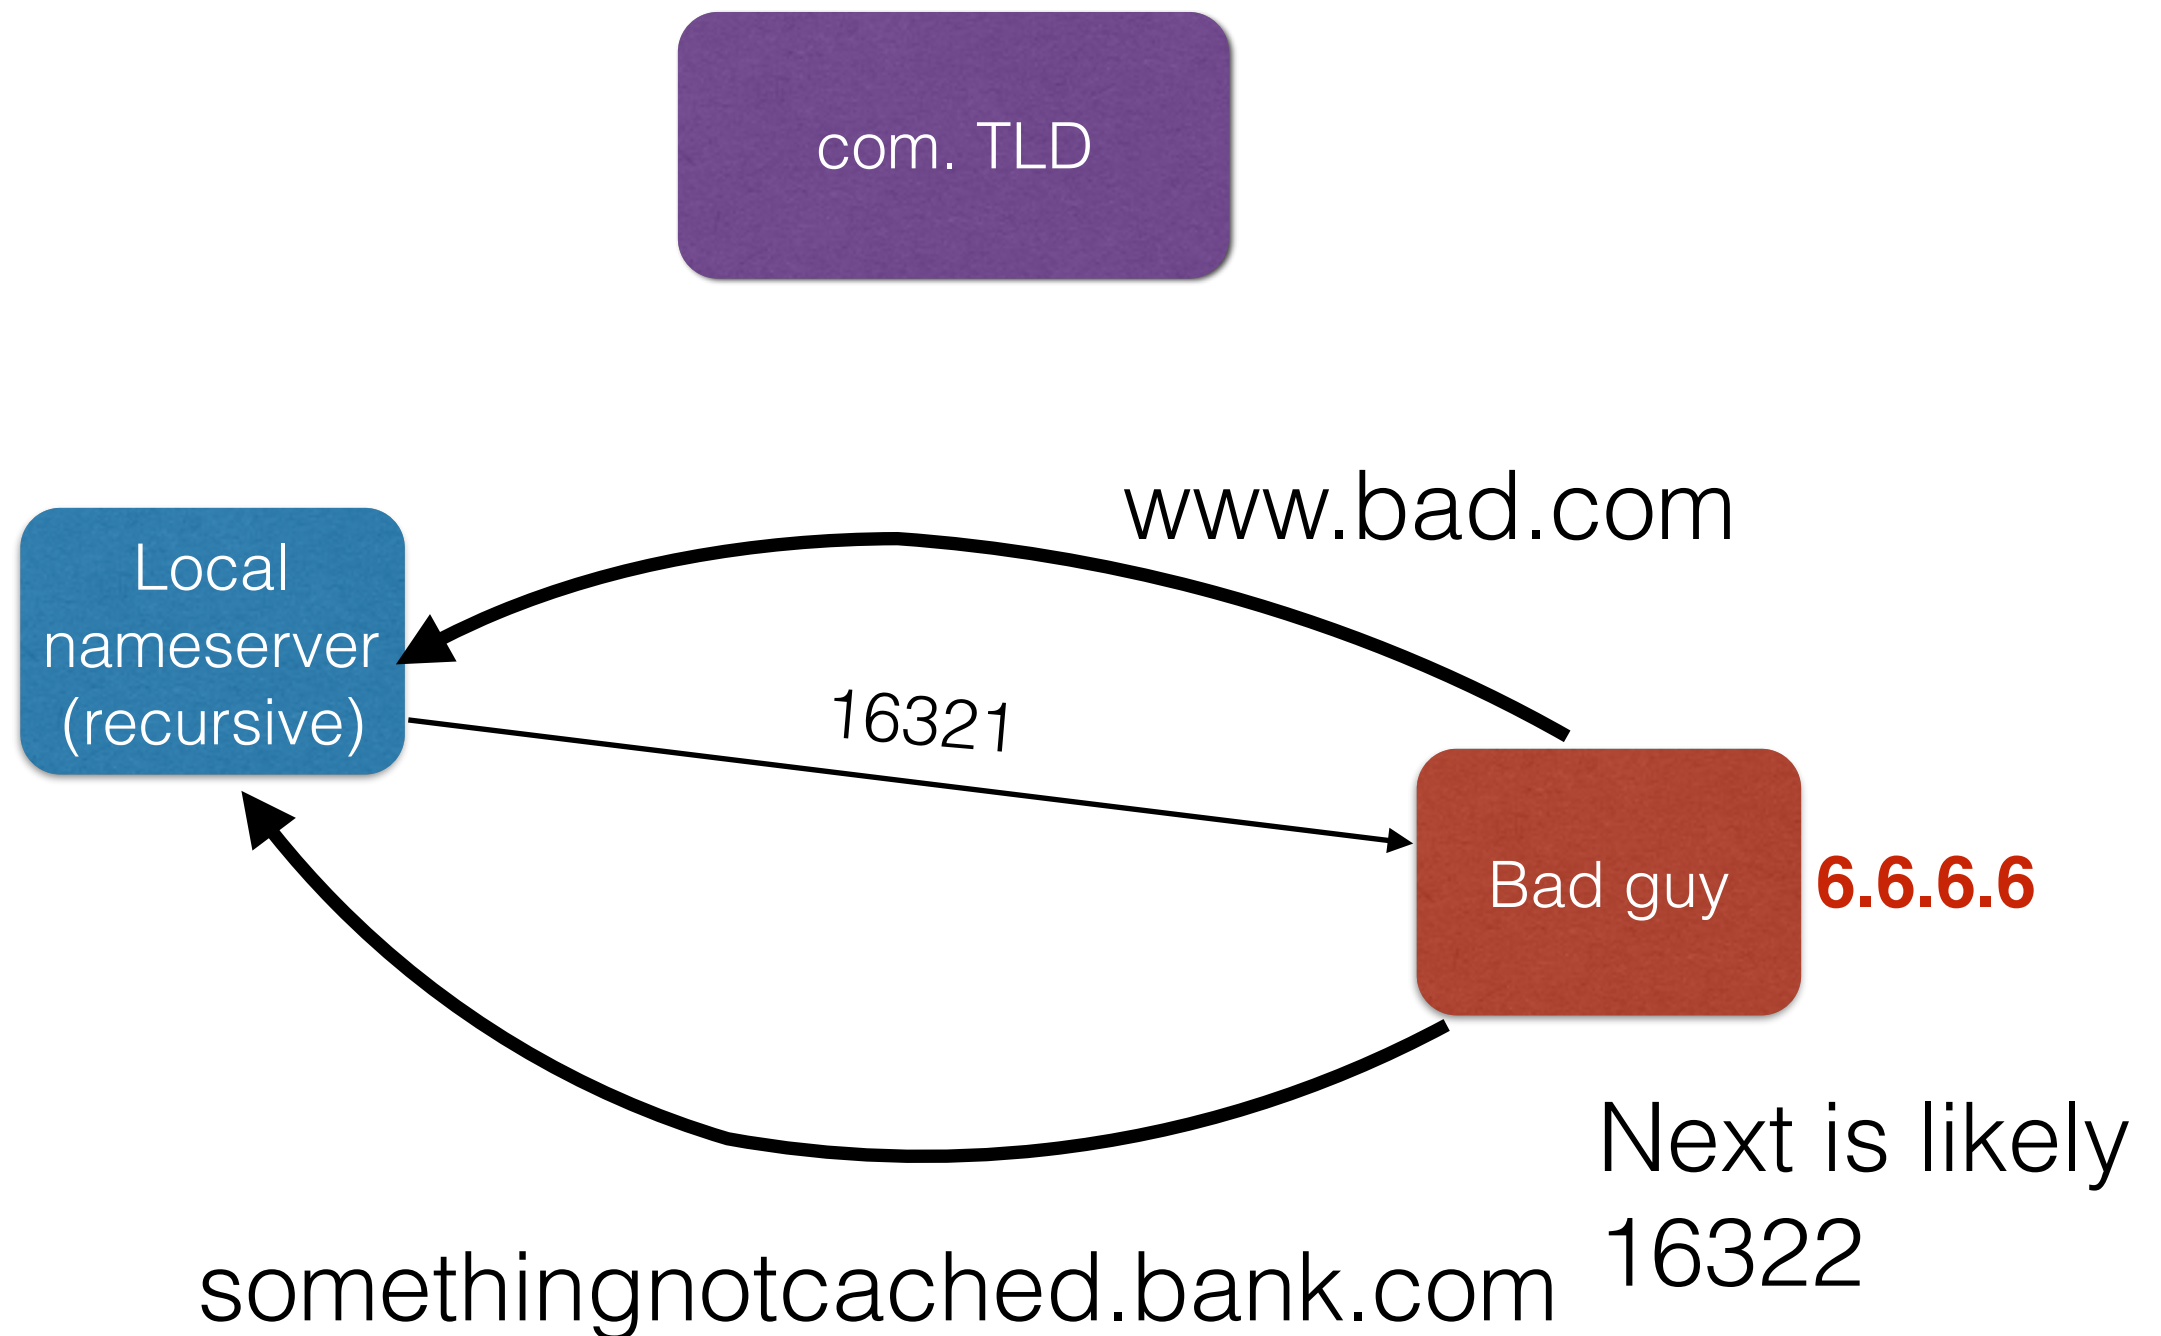 com. TLD
www.bad.com
Local
nameserver
(recursive)
16321
Bad guy
6.6.6.6
Next is likely
16322
somethingnotcached.bank.com